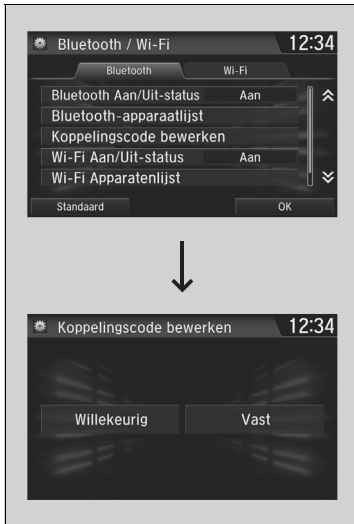 Bluetooth / Wi-Fi 12:34
Bluetooth Wi-Fi
Bluetooth Aan/Uit-status Aan
Bluetooth-apparaatlijst
Koppelingscode bewerken
Wi-Fi Aan/Uit-status Aan
Wi-Fi Apparatenlijst
Standaard OK
Koppelingscode bewerken 12:34
Willekeurig Vast